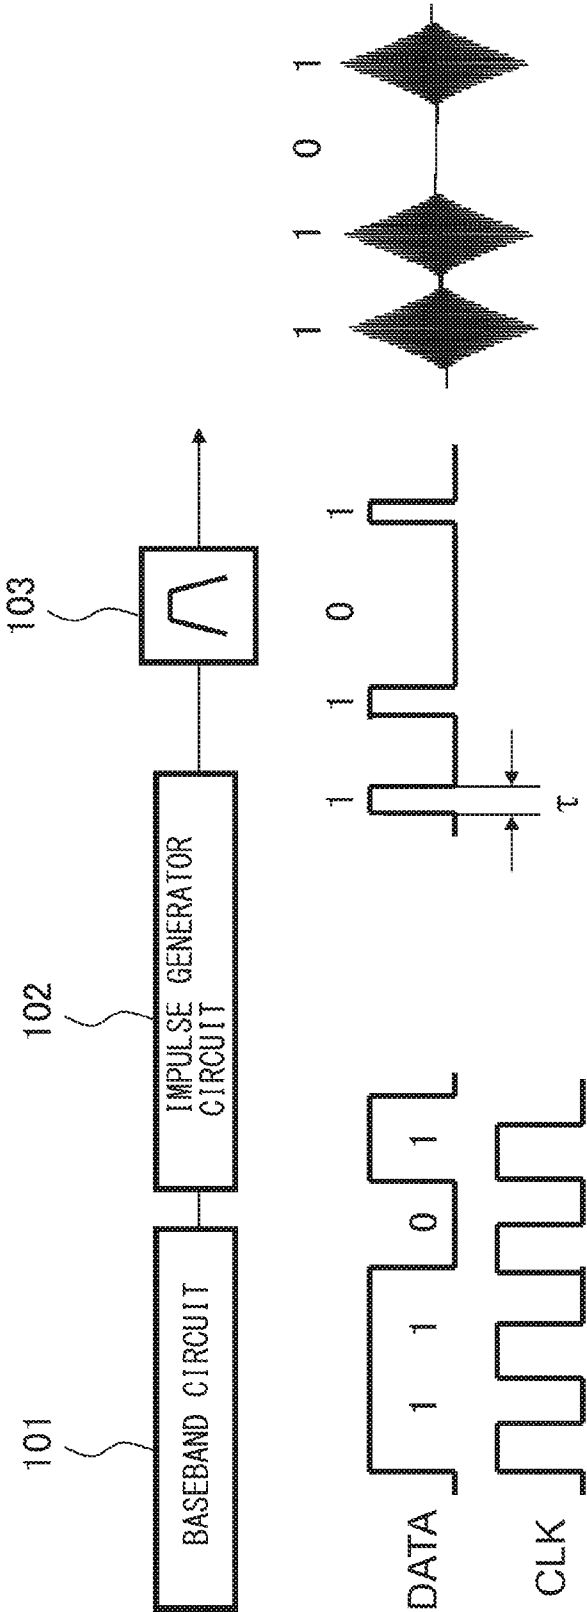 101
102
103
BASEBAND CIRCUIT
IMPULSE GENERATOR
CIRCUIT
1 1 0 1
1 1 0 1
DATA 1 1 0 1
τ
CLK